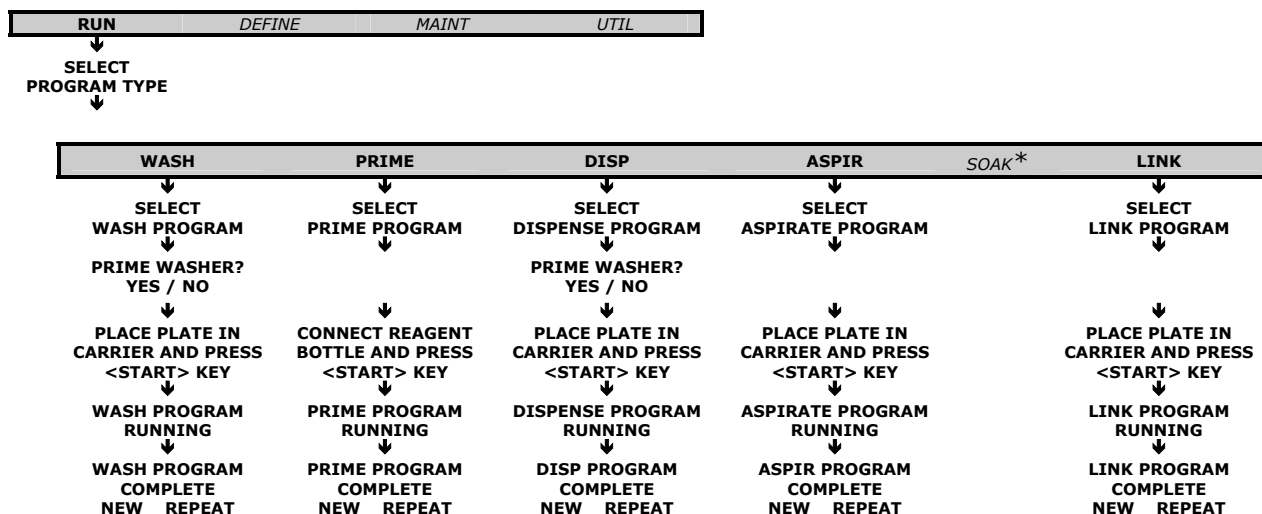 RUN DEFINE MAINT UTIL
SELECT
PROGRAM TYPE
WASH PRIME DISP ASPIR SOAK* LINK
SELECT SELECT SELECT SELECT SELECT
WASH PROGRAM PRIME PROGRAM DISPENSE PROGRAM ASPIRATE PROGRAM LINK PROGRAM
PRIME WASHER? PRIME WASHER?
YES / NO YES / NO
PLACE PLATE IN CONNECT REAGENT PLACE PLATE IN PLACE PLATE IN PLACE PLATE IN
CARRIER AND PRESS BOTTLE AND PRESS CARRIER AND PRESS CARRIER AND PRESS CARRIER AND PRESS
<START> KEY <START> KEY <START> KEY <START> KEY <START> KEY
WASH PROGRAM PRIME PROGRAM DISPENSE PROGRAM ASPIRATE PROGRAM LINK PROGRAM
RUNNING RUNNING RUNNING RUNNING RUNNING
WASH PROGRAM PRIME PROGRAM DISP PROGRAM ASPIR PROGRAM LINK PROGRAM
COMPLETE COMPLETE COMPLETE COMPLETE COMPLETE
NEW REPEAT NEW REPEAT NEW REPEAT NEW REPEAT NEW REPEAT